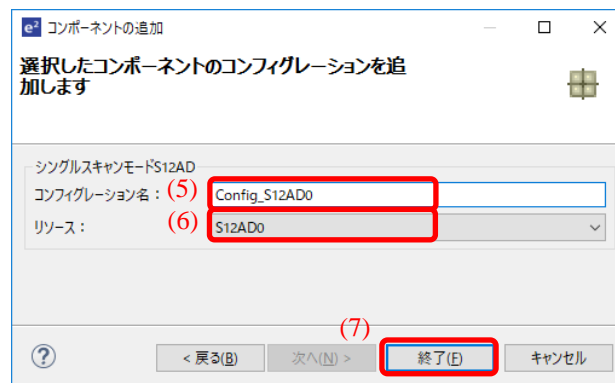 e² コンポーネントの追加
選択したコンポーネントのコンフィグレーションを追
加します
シングルスキャンモードS12AD
コンフィグレーション名： (5) Config_S12AD0
リソース： (6) S12AD0
(7)
? < 戻る(B) 次へ(N) > 終了(F) キャンセル